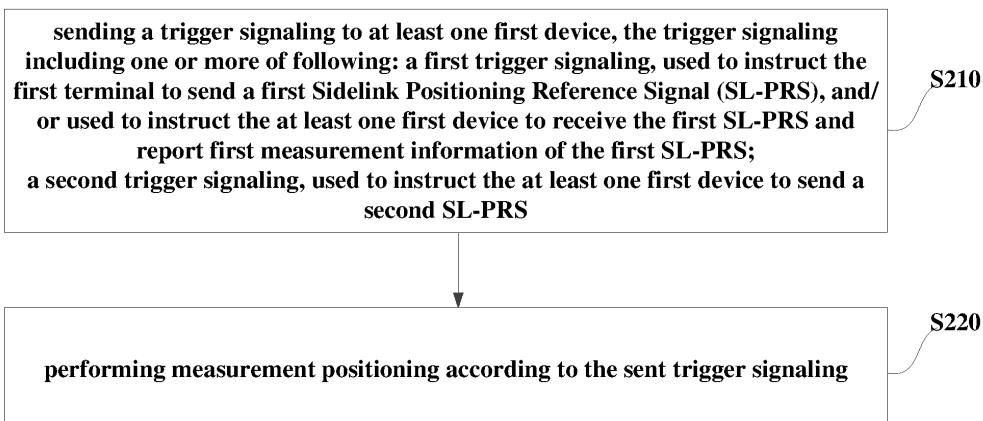 sending a trigger signaling to at least one first device, the trigger signaling
including one or more of following: a first trigger signaling, used to instruct the
first terminal to send a first Sidelink Positioning Reference Signal (SL-PRS), and/
or used to instruct the at least one first device to receive the first SL-PRS and
report first measurement information of the first SL-PRS;
a second trigger signaling, used to instruct the at least one first device to send a
second SL-PRS
S210
performing measurement positioning according to the sent trigger signaling
S220